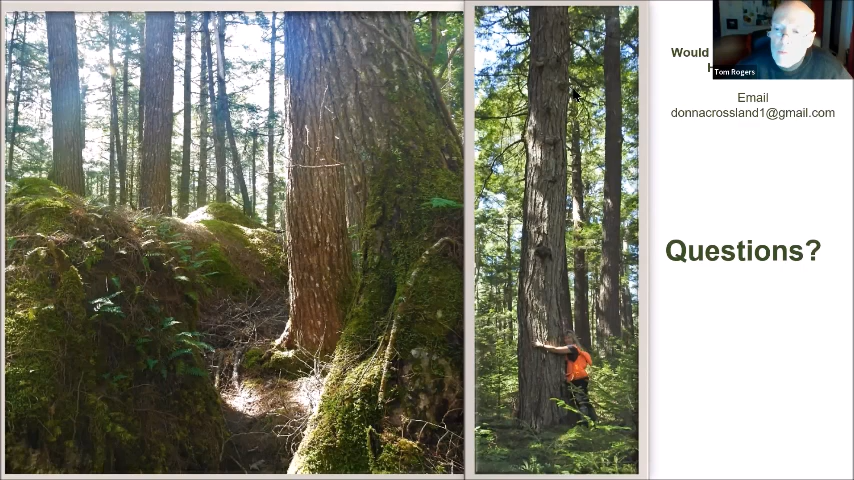 Would
H
Tom Rogers
Email
donnacrossland1@gmail.com
Questions?